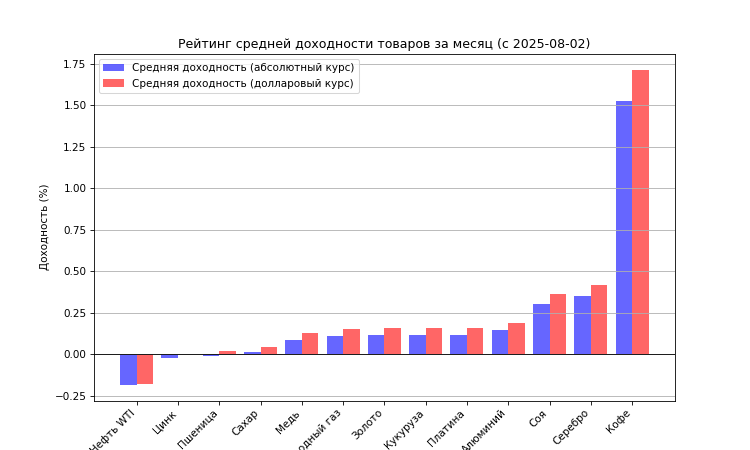 Рейтинг средней доходности товаров за месяц (с 2025-08-02)
Средняя доходность (абсолютный курс)
Средняя доходность (долларовый курс)
Доходность (%)
1.75
1.50
1.25
1.00
0.75
0.50
0.25
0.00
−0.25
Нефть WTI
Цинк
Пшеница
Сахар
Медь
одный газ
Золото
Кукуруза
Платина
Алюминий
Соя
Серебро
Кофе